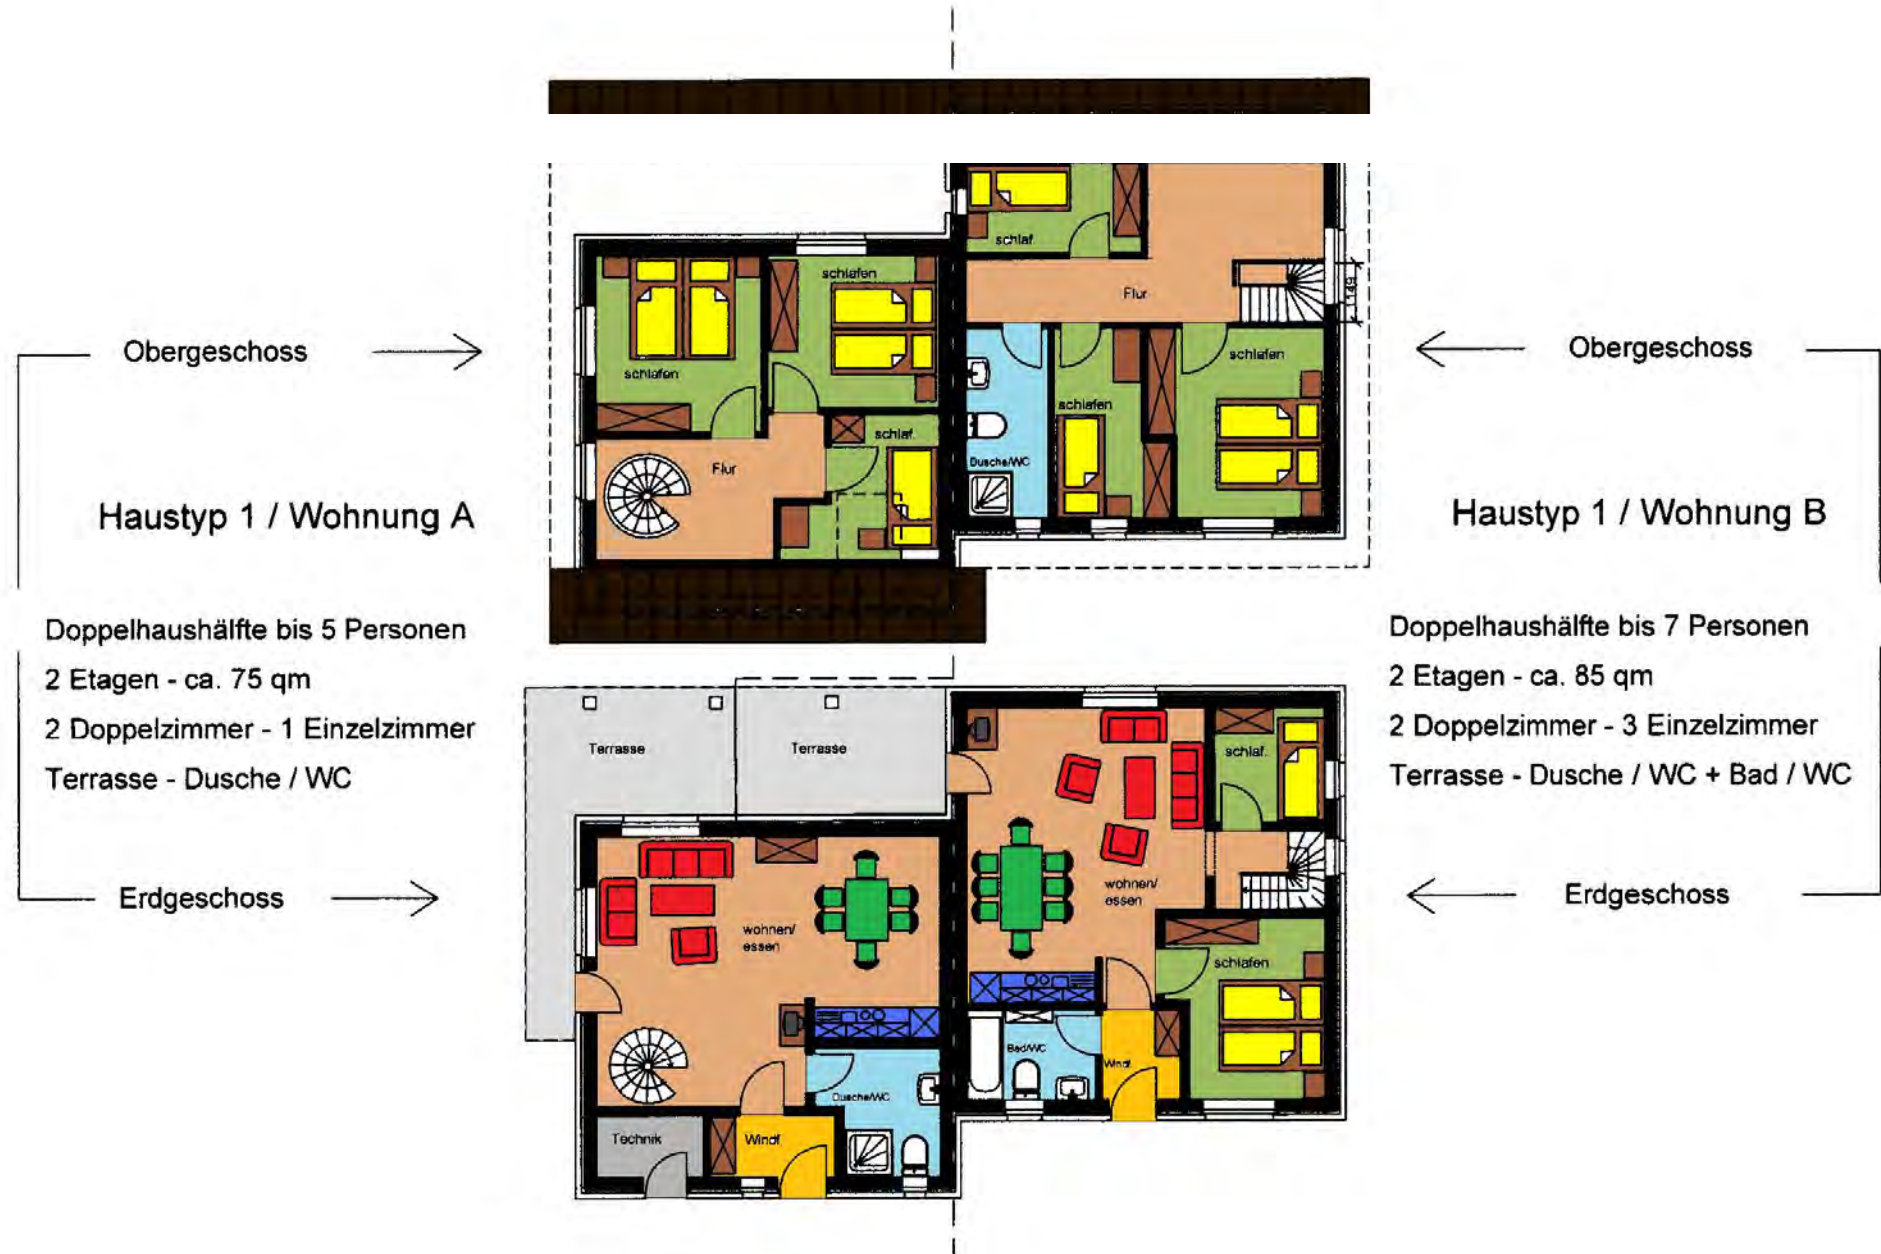 schlaf.
schlafen
Flur
1.49
schlafen
schlafen
schlafen
schlafen
schlaf.
Flur
Dusche/WC
Obergeschoss
Obergeschoss
Haustyp 1 / Wohnung A
Haustyp 1 / Wohnung B
Doppelhaushälfte bis 5 Personen
2 Etagen - ca. 75 qm
2 Doppelzimmer - 1 Einzelzimmer
Terrasse - Dusche / WC
Doppelhaushälfte bis 7 Personen
2 Etagen - ca. 85 qm
2 Doppelzimmer - 3 Einzelzimmer
Terrasse - Dusche / WC + Bad / WC
Terrasse
Terrasse
schlaf.
Erdgeschoss
Erdgeschoss
wohnen/
essen
wohnen/
essen
schlafen
Bad/WC
Windf.
Dusche/WC
Technik
Windf.